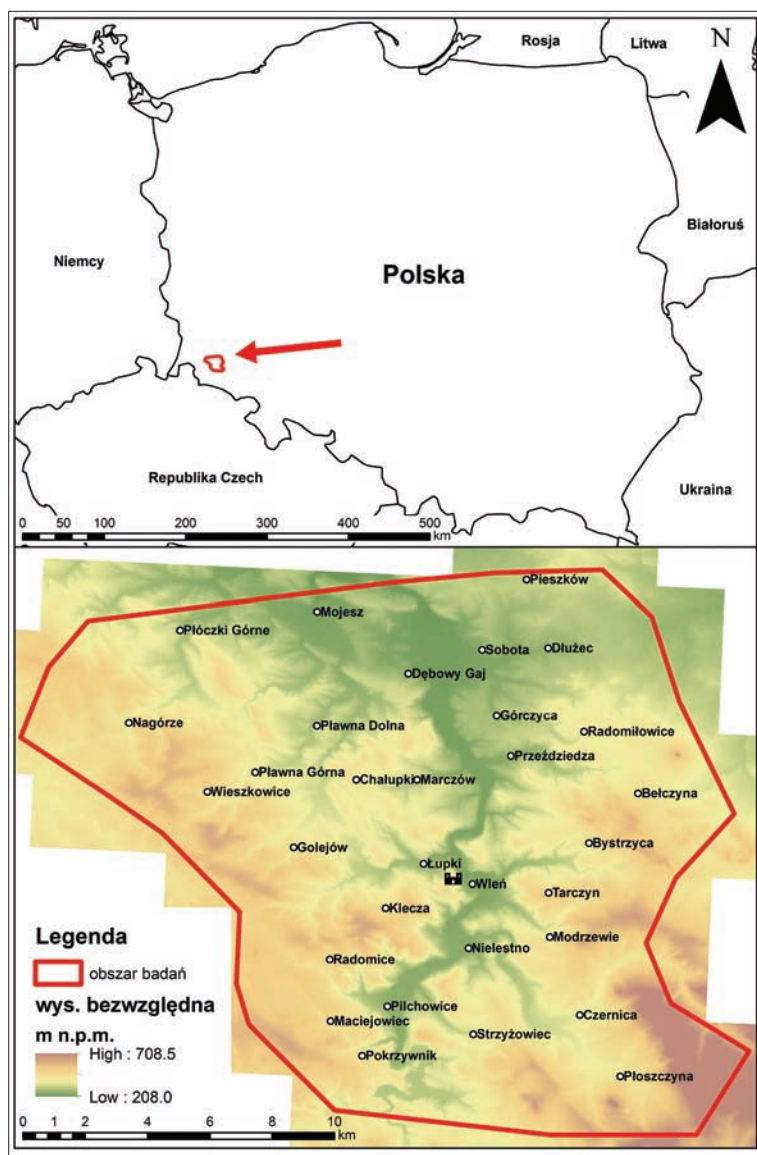 Rosja
Litwa
N
Białoruś
Niemcy
Polska
Republika Czech
Ukraina
0 50 100 200 300 400 500
km
Pieszków
Mojesz
Płóczki Górne
Sobota
Dłużec
Dębowy Gaj
Nagórze
Pławna Dolna
Górczyca
Radomiłowice
Przeździedza
Pławna Górna
Chałupki
Marczów
Wieszkowice
Bełczyna
Golejów
Bystrzyca
Łupki
Wleń
Tarczyn
Klecza
Modrzewie
Nielestno
Radomice
Pilchowice
Czernica
Maciejowiec
Strzyżowiec
Pokrzywnik
Płoszczyna
Legenda
obszar badań
wys. bezwzględna
m n.p.m.
High : 708.5
Low : 208.0
0 1 2 4 6 8 10
km